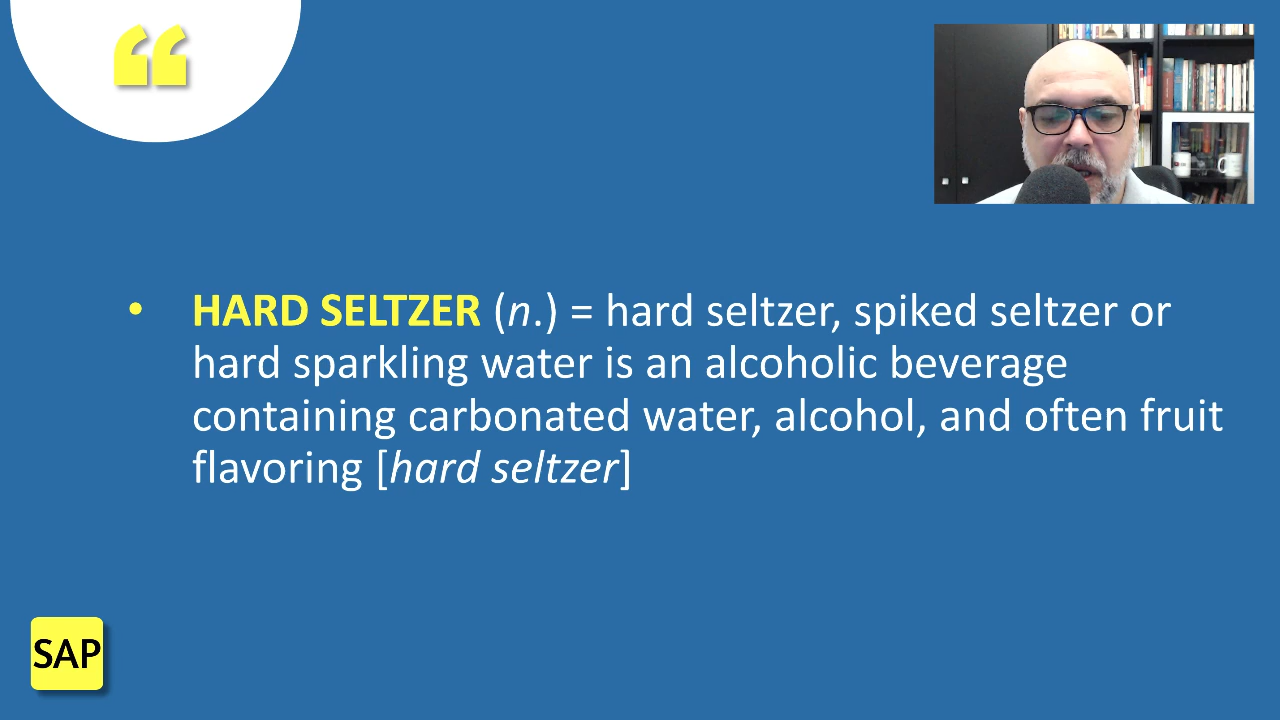 “
• HARD SELTZER (n.) = hard seltzer, spiked seltzer or
hard sparkling water is an alcoholic beverage
containing carbonated water, alcohol, and often fruit
flavoring [hard seltzer]
SAP